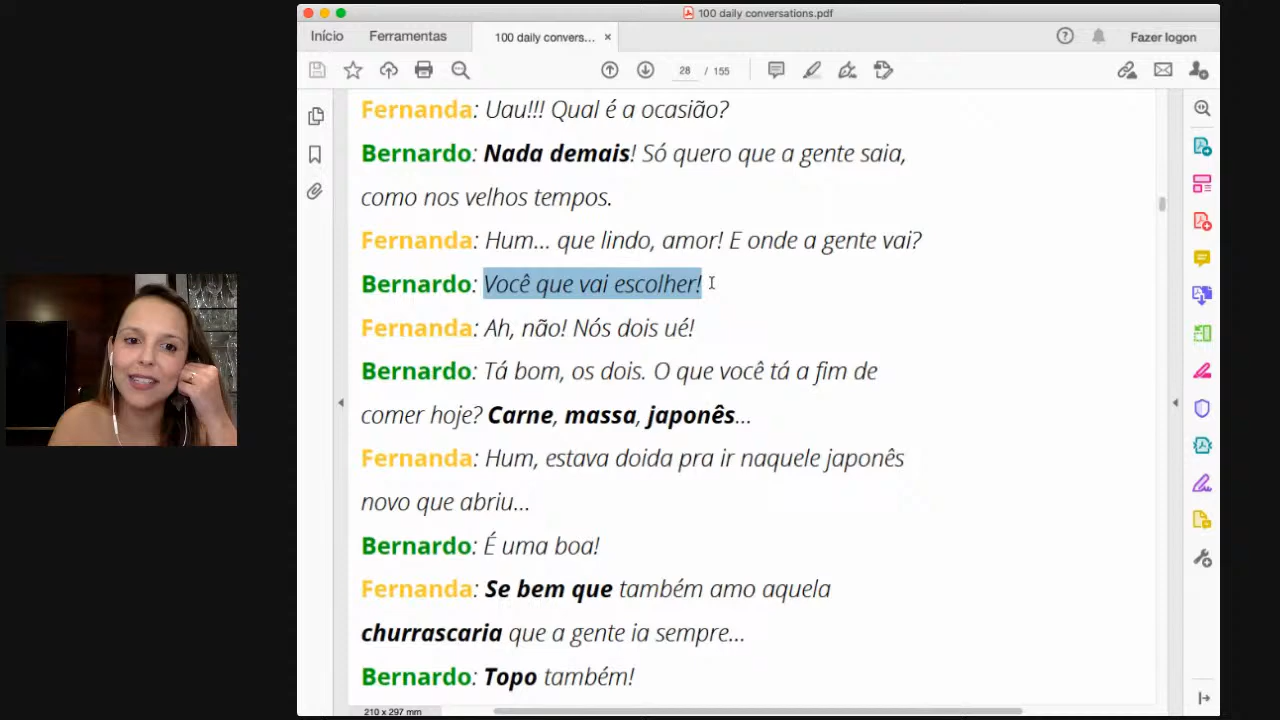 100 daily conversations.pdf
Início Ferramentas 100 daily convers... × Fazer logon
28 / 155
Fernanda: Uau!!! Qual é a ocasião?
Bernardo: Nada demais! Só quero que a gente saia,
como nos velhos tempos.
Fernanda: Hum... que lindo, amor! E onde a gente vai?
Bernardo: Você que vai escolher!
Fernanda: Ah, não! Nós dois ué!
Bernardo: Tá bom, os dois. O que você tá a fim de
comer hoje? Carne, massa, japonês...
Fernanda: Hum, estava doida pra ir naquele japonês
novo que abriu...
Bernardo: É uma boa!
Fernanda: Se bem que também amo aquela
churrascaria que a gente ia sempre...
Bernardo: Topo também!
210 x 297 mm